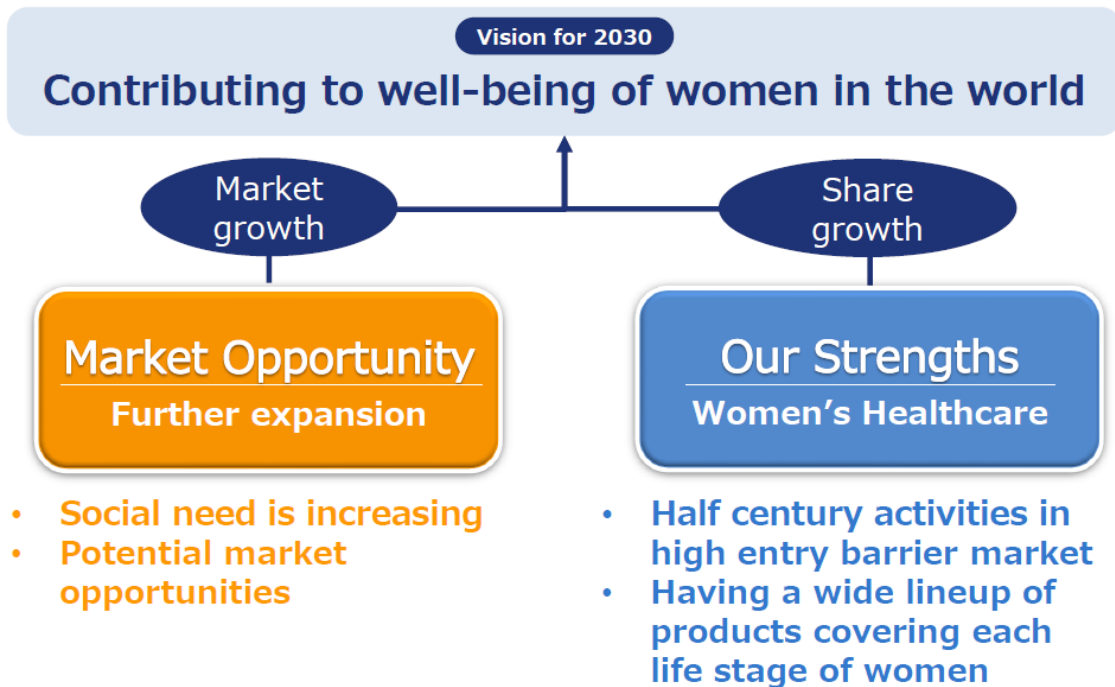 Vision for 2030
Contributing to well-being of women in the world
Market
growth
Share
growth
Market Opportunity
Further expansion
Our Strengths
Women’s Healthcare
• Social need is increasing
• Potential market
opportunities
• Half century activities in
high entry barrier market
• Having a wide lineup of
products covering each
life stage of women